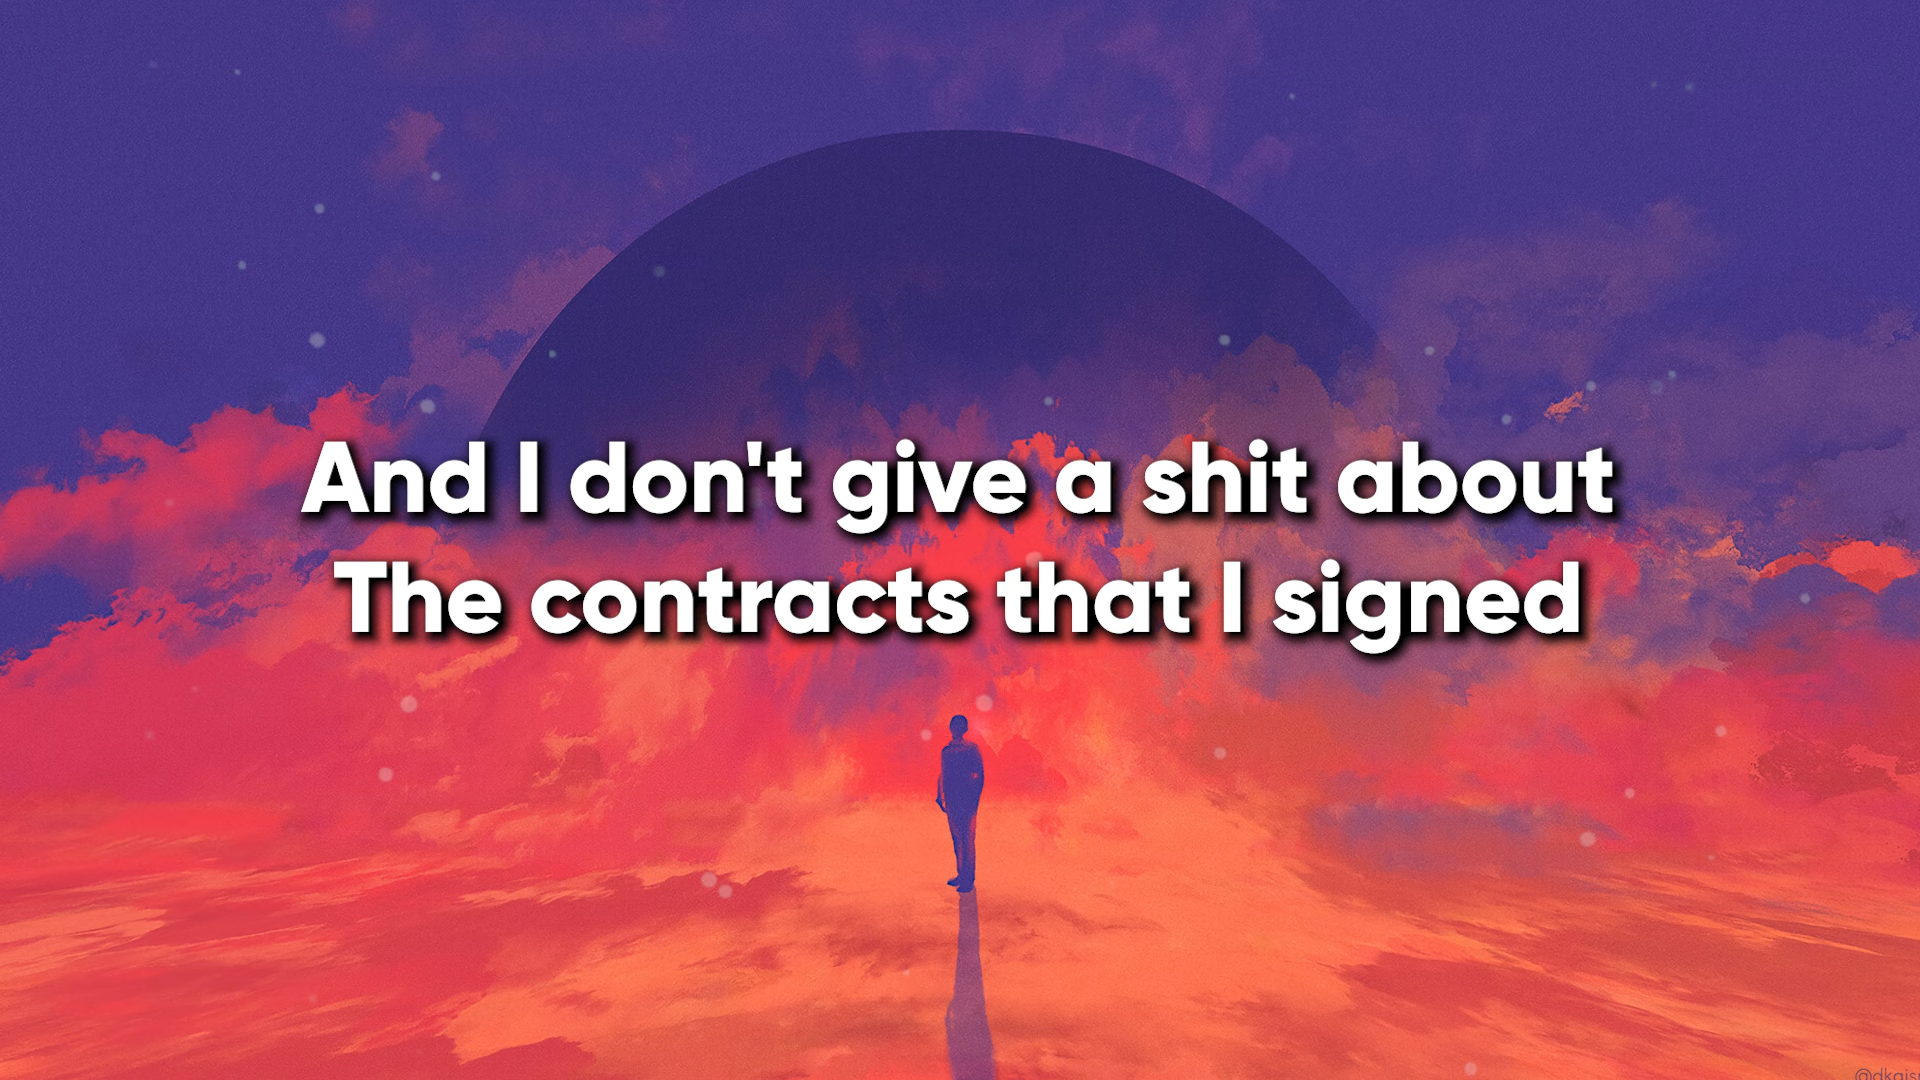 And I don't give a shit about
The contracts that I signed